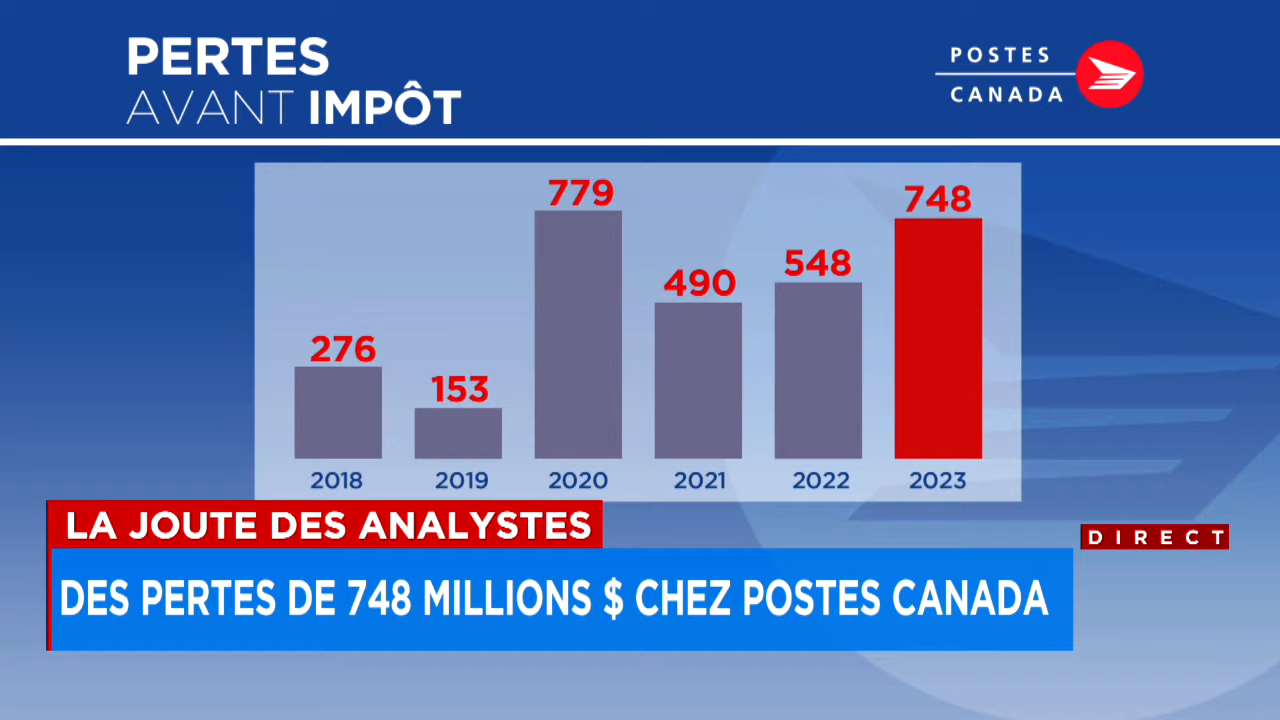 PERTES
AVANT IMPÔT
POSTES
CANADA
779
748
548
490
276
153
2018
2019
2020
2021
2022
2023
LA JOUTE DES ANALYSTES
DIRECT
DES PERTES DE 748 MILLIONS $ CHEZ POSTES CANADA